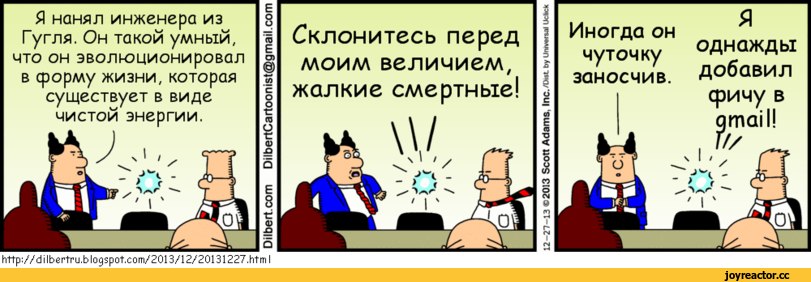 Я нанял инженера из
Гугля. Он такой умный,
что он эволюционировал
в форму жизни, которая
существует в виде
чистой энергии.
Dilbert.com DilbertCartoonist@gmail.com
Склонитесь перед
моим величием,
жалкие смертные!
12-27-13 ©2013 Scott Adams, Inc. /Dist. by Universal Uclick
Иногда он
чуточку
заносчив.
Я
однажды
добавил
фичу в
gmail!
http://dilbertru.blogspot.com/2013/12/20131227.html
joyreactor.cc